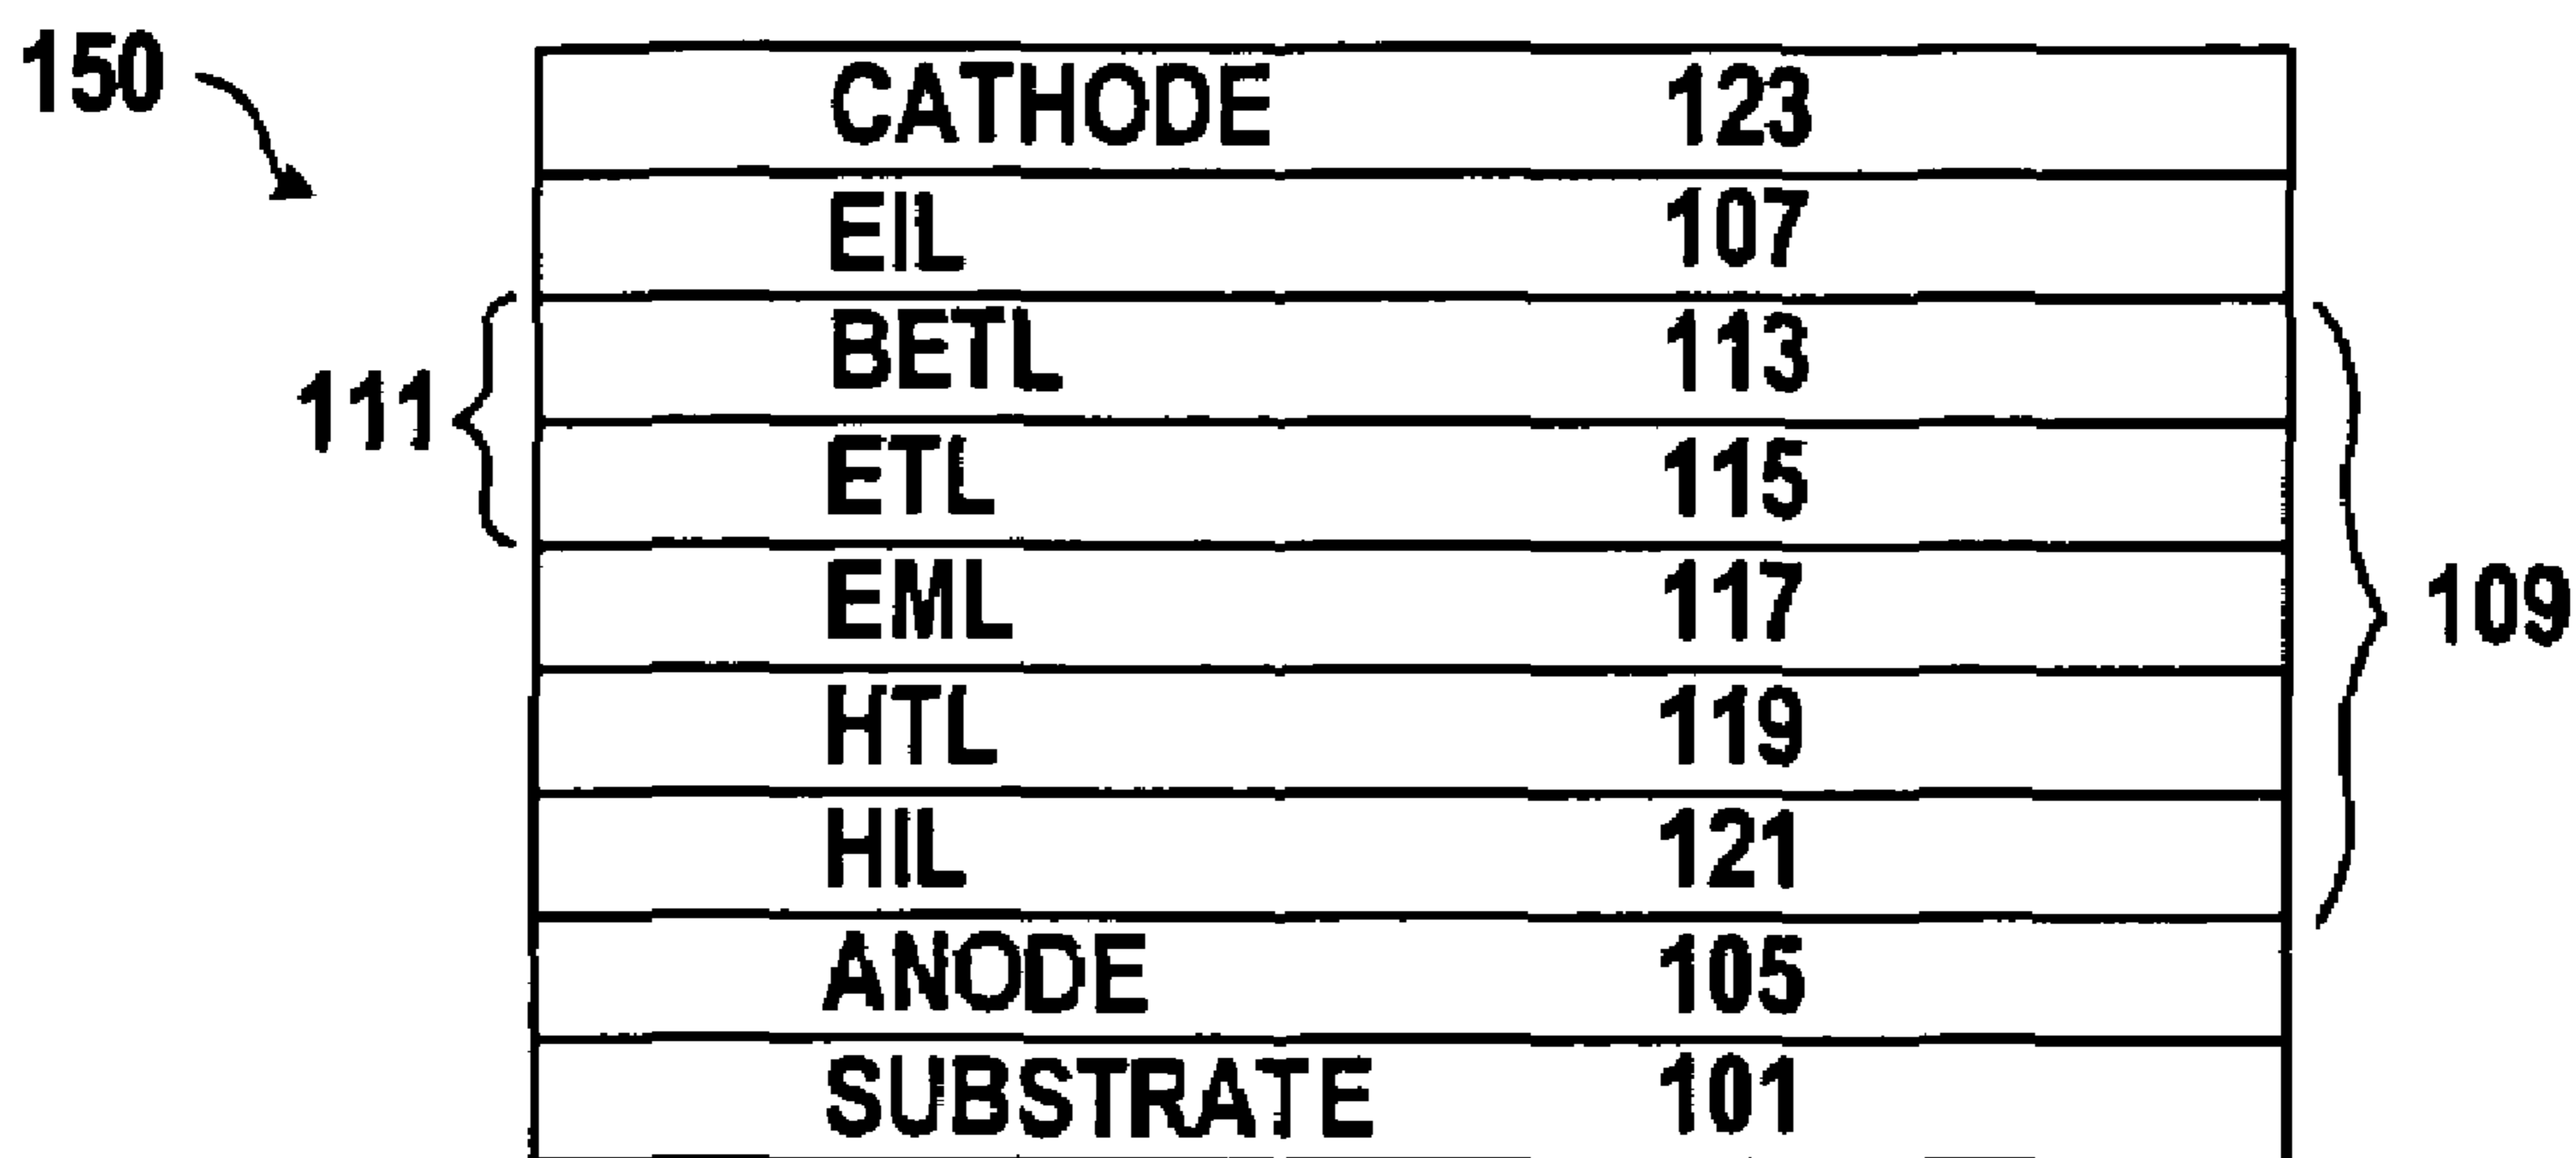 150
CATHODE 123
EIL 107
BETL 113
111
ETL 115
EML 117
109
HTL 119
HIL 121
ANODE 105
SUBSTRATE 101